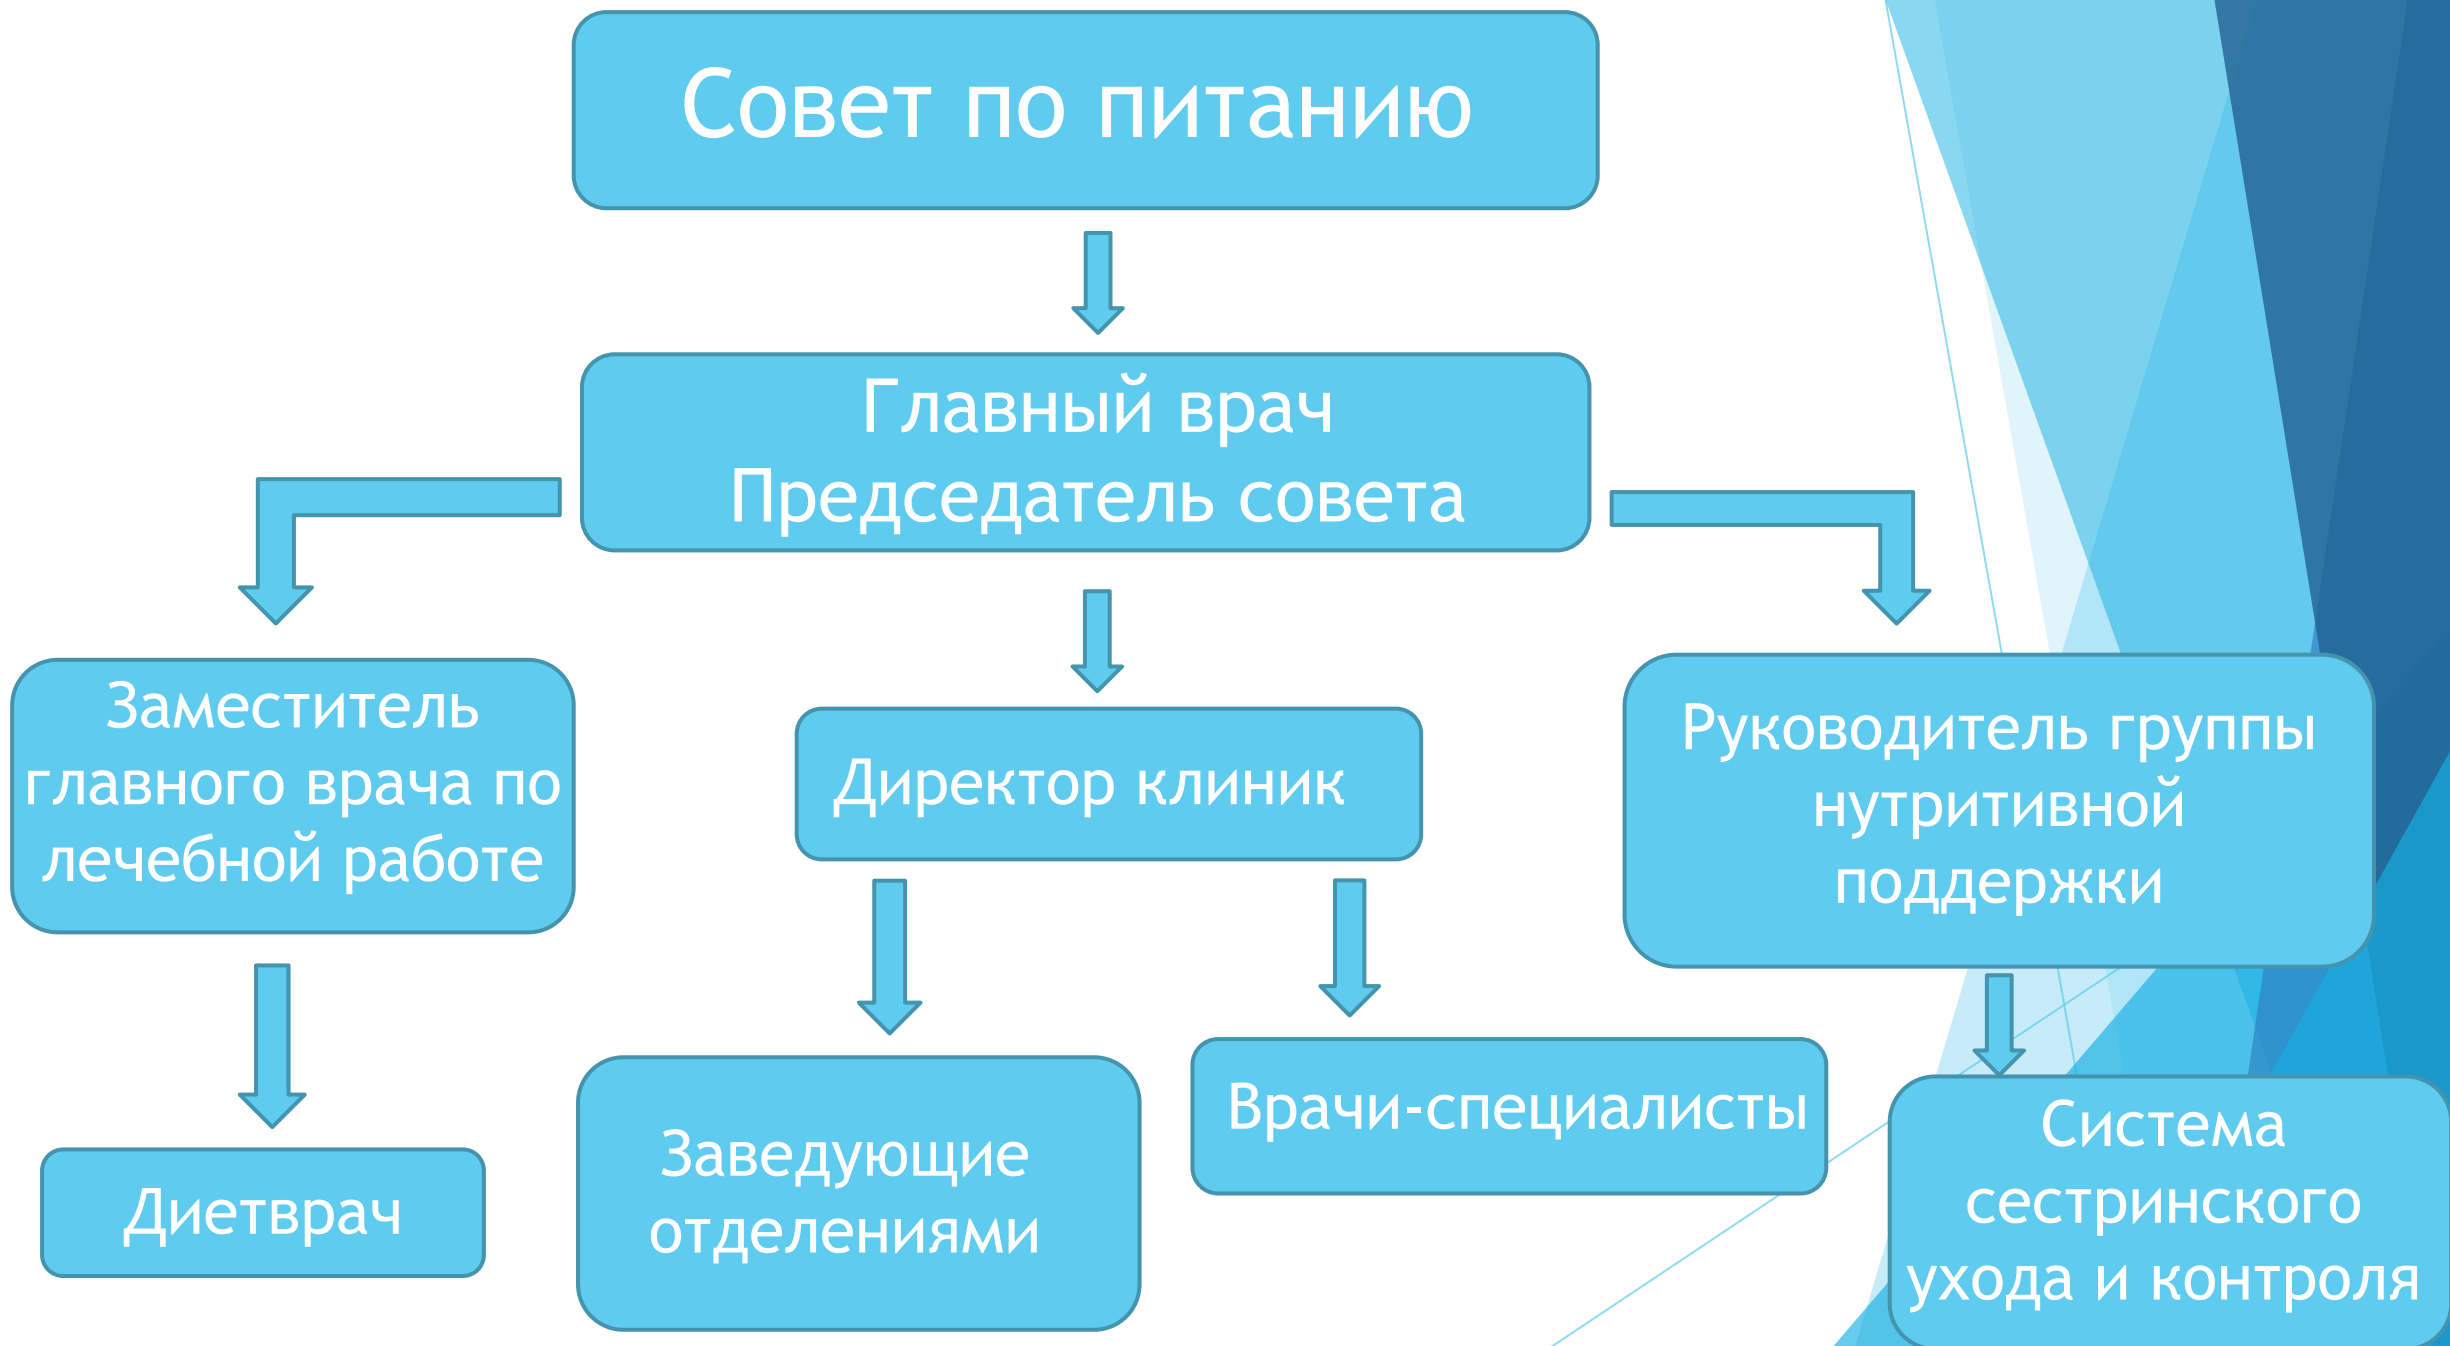 Совет по питанию
Главный врач
Председатель совета
Заместитель
главного врача по
лечебной работе
Директор клиник
Руководитель группы
нутритивной
поддержки
Диетврач
Заведующие
отделениями
Врачи-специалисты
Система
сестринского
ухода и контроля